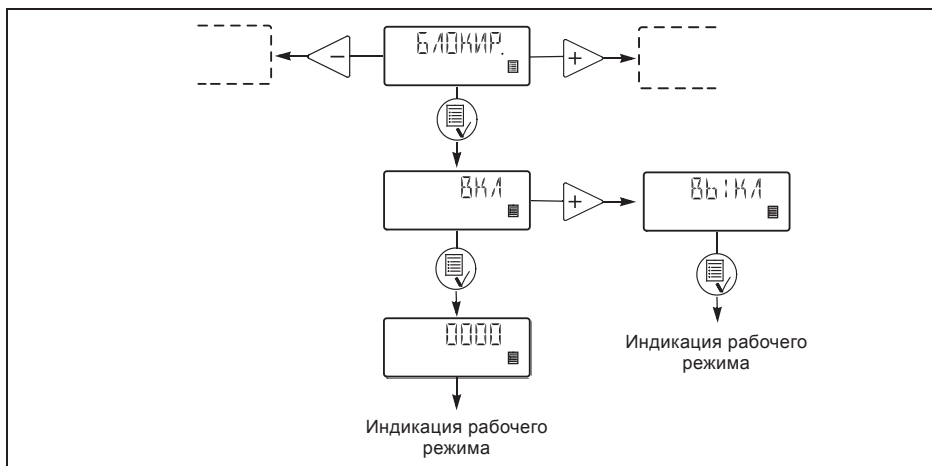 БЛОКИР.
ВКЛ
ВЫКЛ
0000
Индикация рабочего
режима
Индикация рабочего
режима